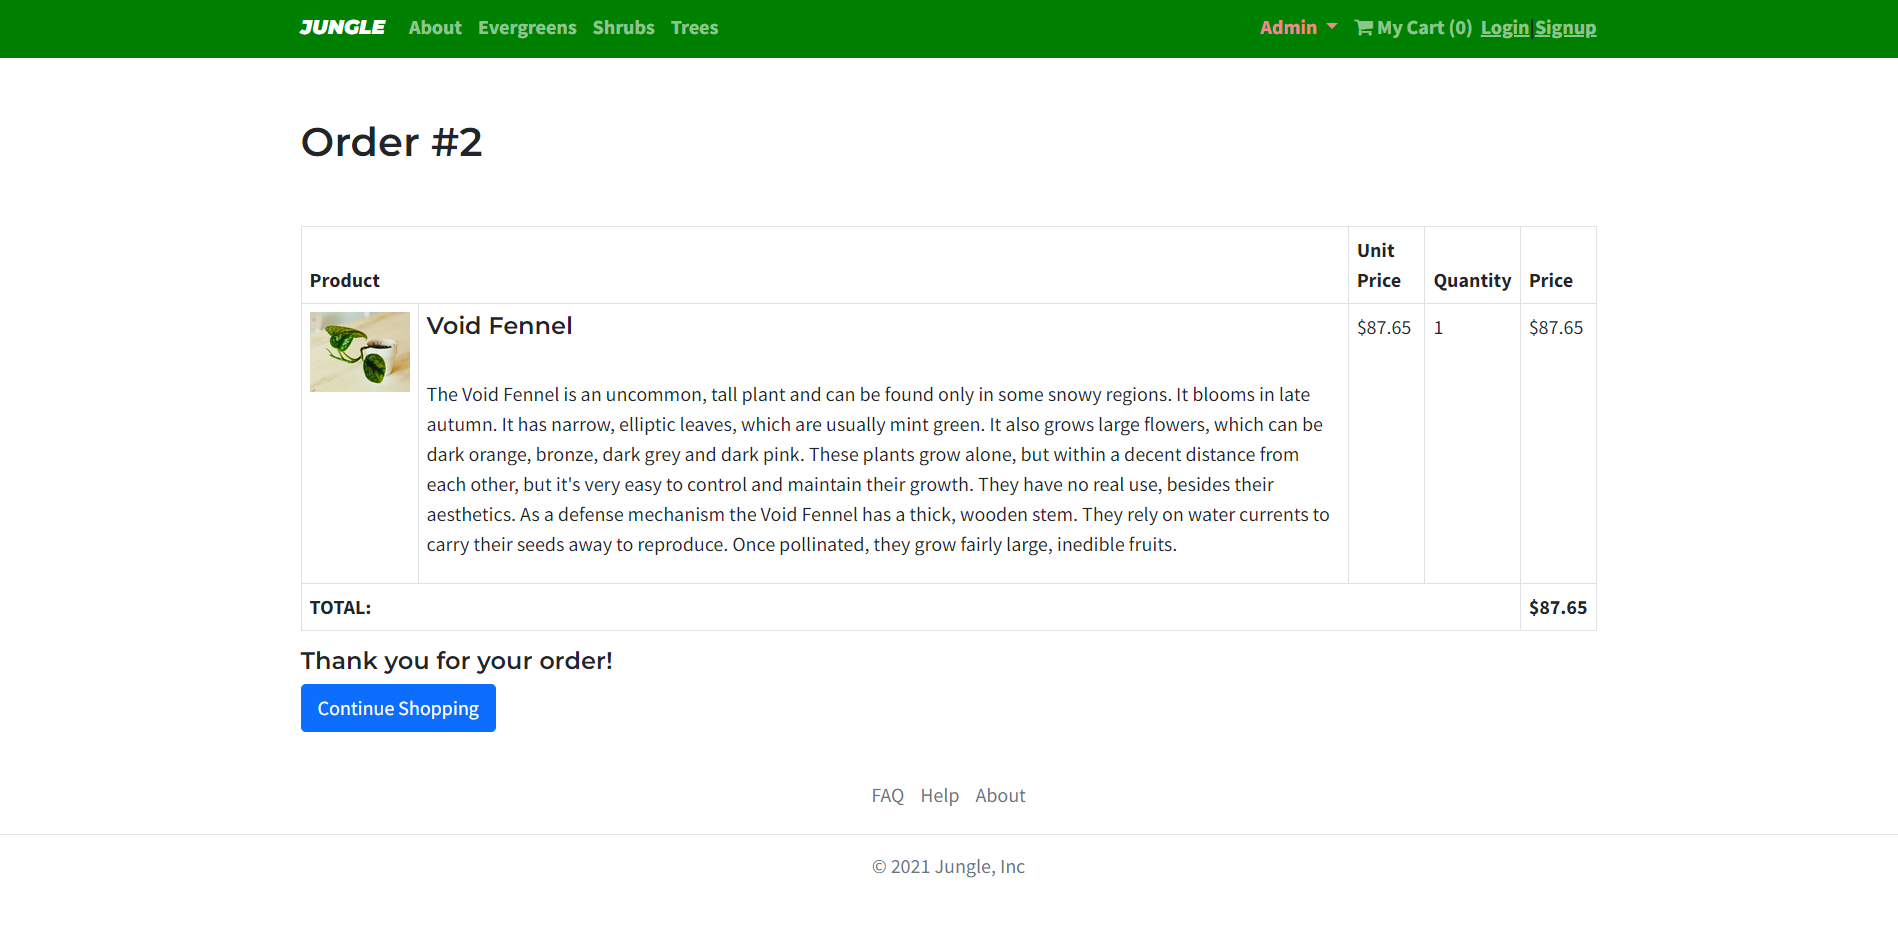 JUNGLE About Evergreens Shrubs Trees Admin My Cart (0) Login|Signup
Order #2
Product Unit Price Quantity Price
Void Fennel $87.65 1 $87.65
The Void Fennel is an uncommon, tall plant and can be found only in some snowy regions. It blooms in late
autumn. It has narrow, elliptic leaves, which are usually mint green. It also grows large flowers, which can be
dark orange, bronze, dark grey and dark pink. These plants grow alone, but within a decent distance from
each other, but it's very easy to control and maintain their growth. They have no real use, besides their
aesthetics. As a defense mechanism the Void Fennel has a thick, wooden stem. They rely on water currents to
carry their seeds away to reproduce. Once pollinated, they grow fairly large, inedible fruits.
TOTAL: $87.65
Thank you for your order!
Continue Shopping
FAQ Help About
© 2021 Jungle, Inc